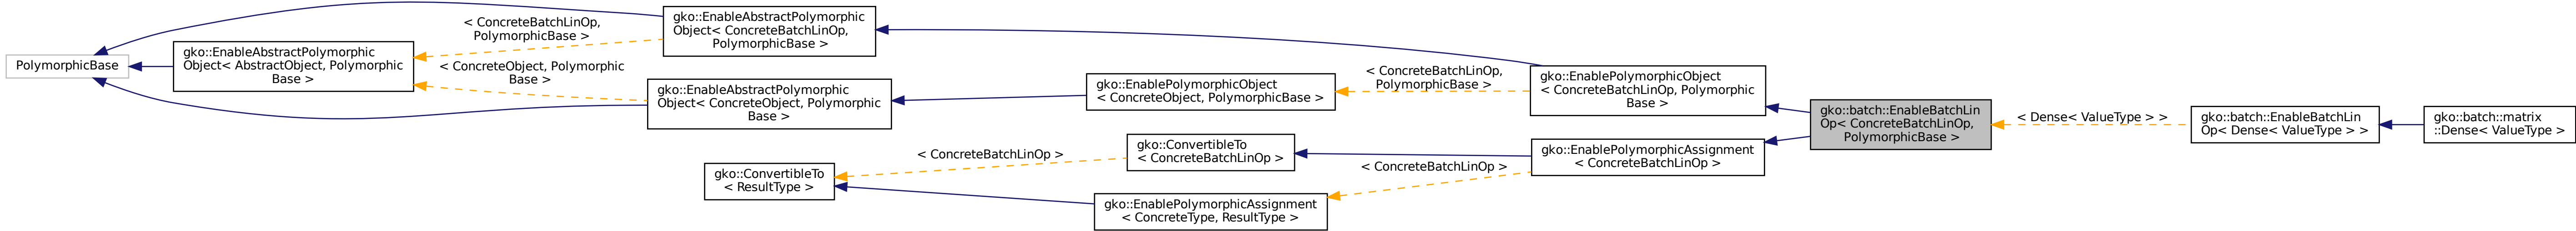 PolymorphicBase
gko::EnableAbstractPolymorphic
Object< AbstractObject, Polymorphic
Base >
< ConcreteBatchLinOp,
PolymorphicBase >
< ConcreteObject, Polymorphic
Base >
gko::EnableAbstractPolymorphic
Object< ConcreteBatchLinOp,
PolymorphicBase >
gko::EnableAbstractPolymorphic
Object< ConcreteObject, Polymorphic
Base >
gko::ConvertibleTo
< ResultType >
< ConcreteBatchLinOp >
gko::EnablePolymorphicObject
< ConcreteObject, PolymorphicBase >
gko::ConvertibleTo
< ConcreteBatchLinOp >
gko::EnablePolymorphicAssignment
< ConcreteType, ResultType >
< ConcreteBatchLinOp,
PolymorphicBase >
< ConcreteBatchLinOp >
gko::EnablePolymorphicObject
< ConcreteBatchLinOp, Polymorphic
Base >
gko::EnablePolymorphicAssignment
< ConcreteBatchLinOp >
gko::batch::EnableBatchLin
Op< ConcreteBatchLinOp,
PolymorphicBase >
< Dense< ValueType > >
gko::batch::EnableBatchLin
Op< Dense< ValueType > >
gko::batch::matrix
::Dense< ValueType >